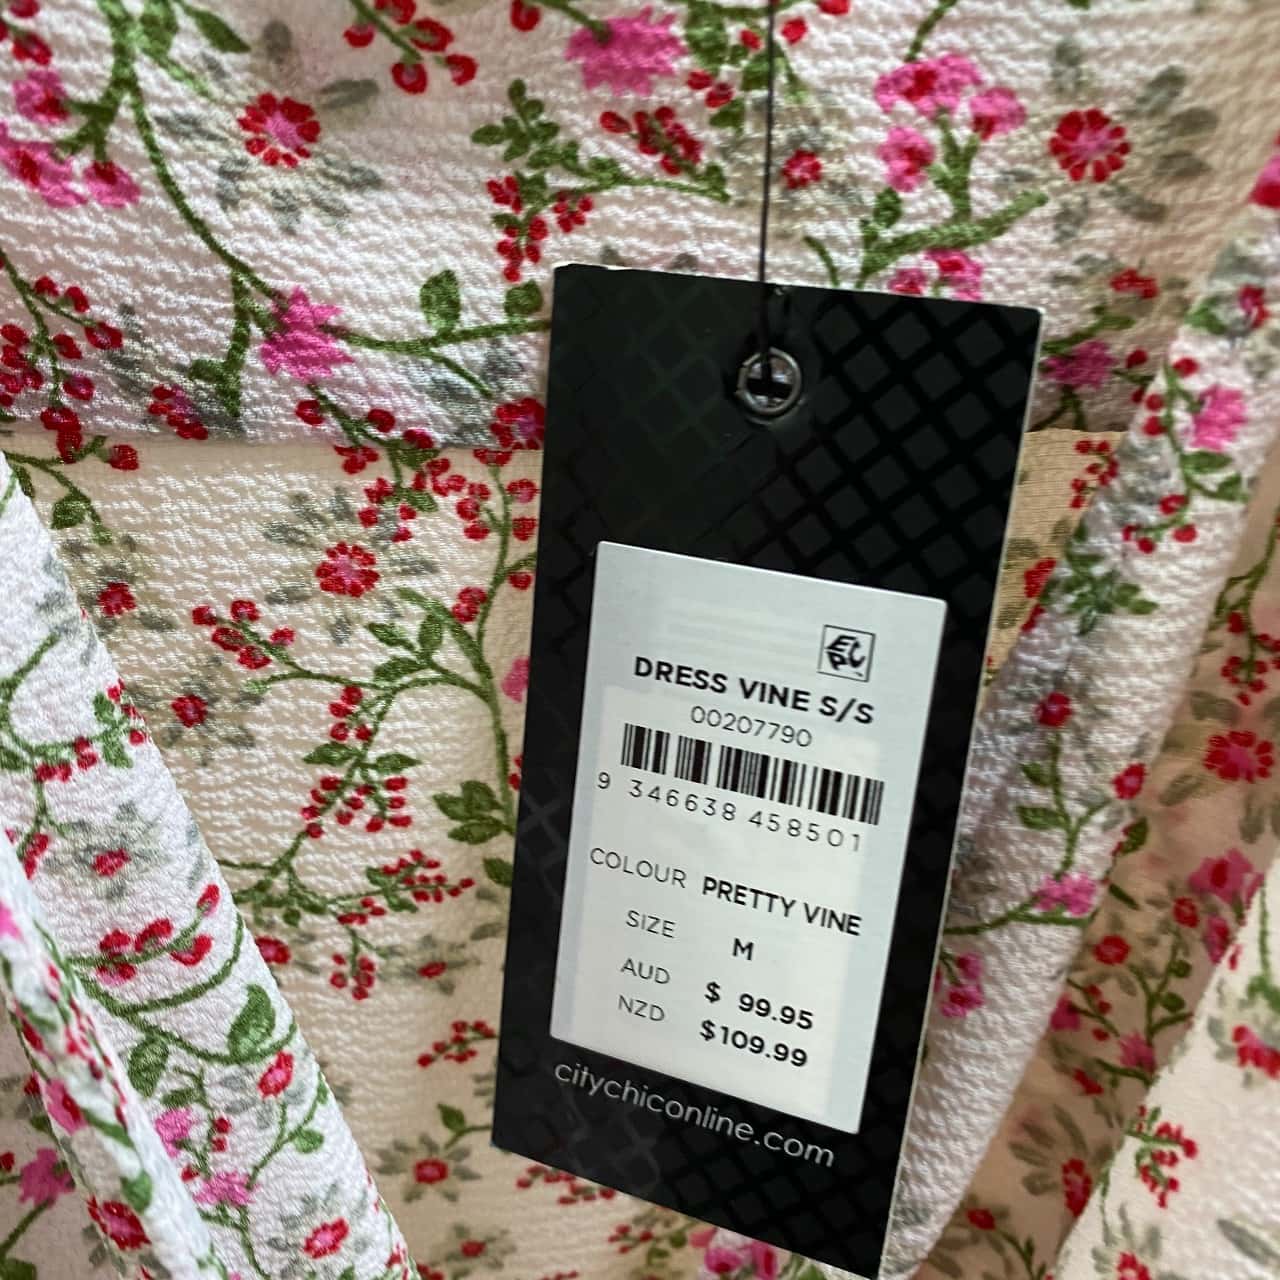 DRESS VINE S/S
00207790
9 346638 458501
COLOUR PRETTY VINE
SIZE M
AUD $ 99.95
NZD $109.99
citychiconline.com